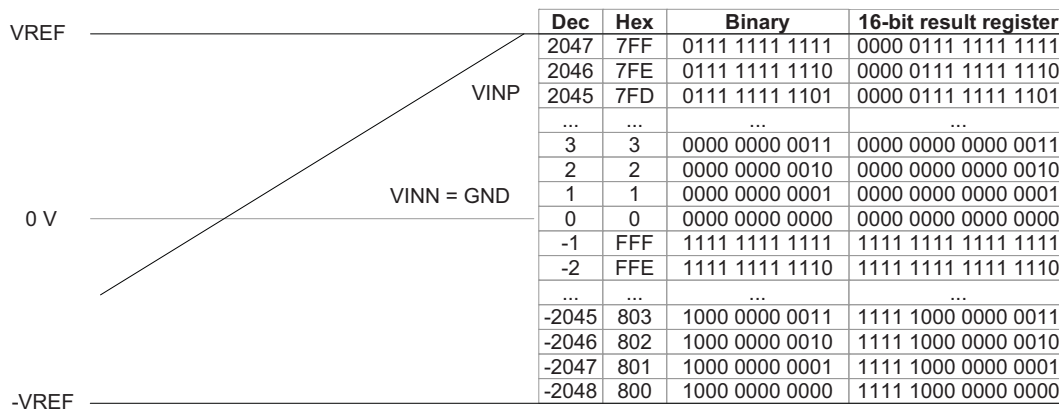 VREF
VINP
VINN = GND
0 V
-VREF
Dec Hex Binary 16-bit result register
2047 7FF 0111 1111 1111 0000 0111 1111 1111
2046 7FE 0111 1111 1110 0000 0111 1111 1110
2045 7FD 0111 1111 1101 0000 0111 1111 1101
... ... ... ...
3 3 0000 0000 0011 0000 0000 0000 0011
2 2 0000 0000 0010 0000 0000 0000 0010
1 1 0000 0000 0001 0000 0000 0000 0001
0 0 0000 0000 0000 0000 0000 0000 0000
-1 FFF 1111 1111 1111 1111 1111 1111 1111
-2 FFE 1111 1111 1110 1111 1111 1111 1110
... ... ... ...
-2045 803 1000 0000 0011 1111 1000 0000 0011
-2046 802 1000 0000 0010 1111 1000 0000 0010
-2047 801 1000 0000 0001 1111 1000 0000 0001
-2048 800 1000 0000 0000 1111 1000 0000 0000